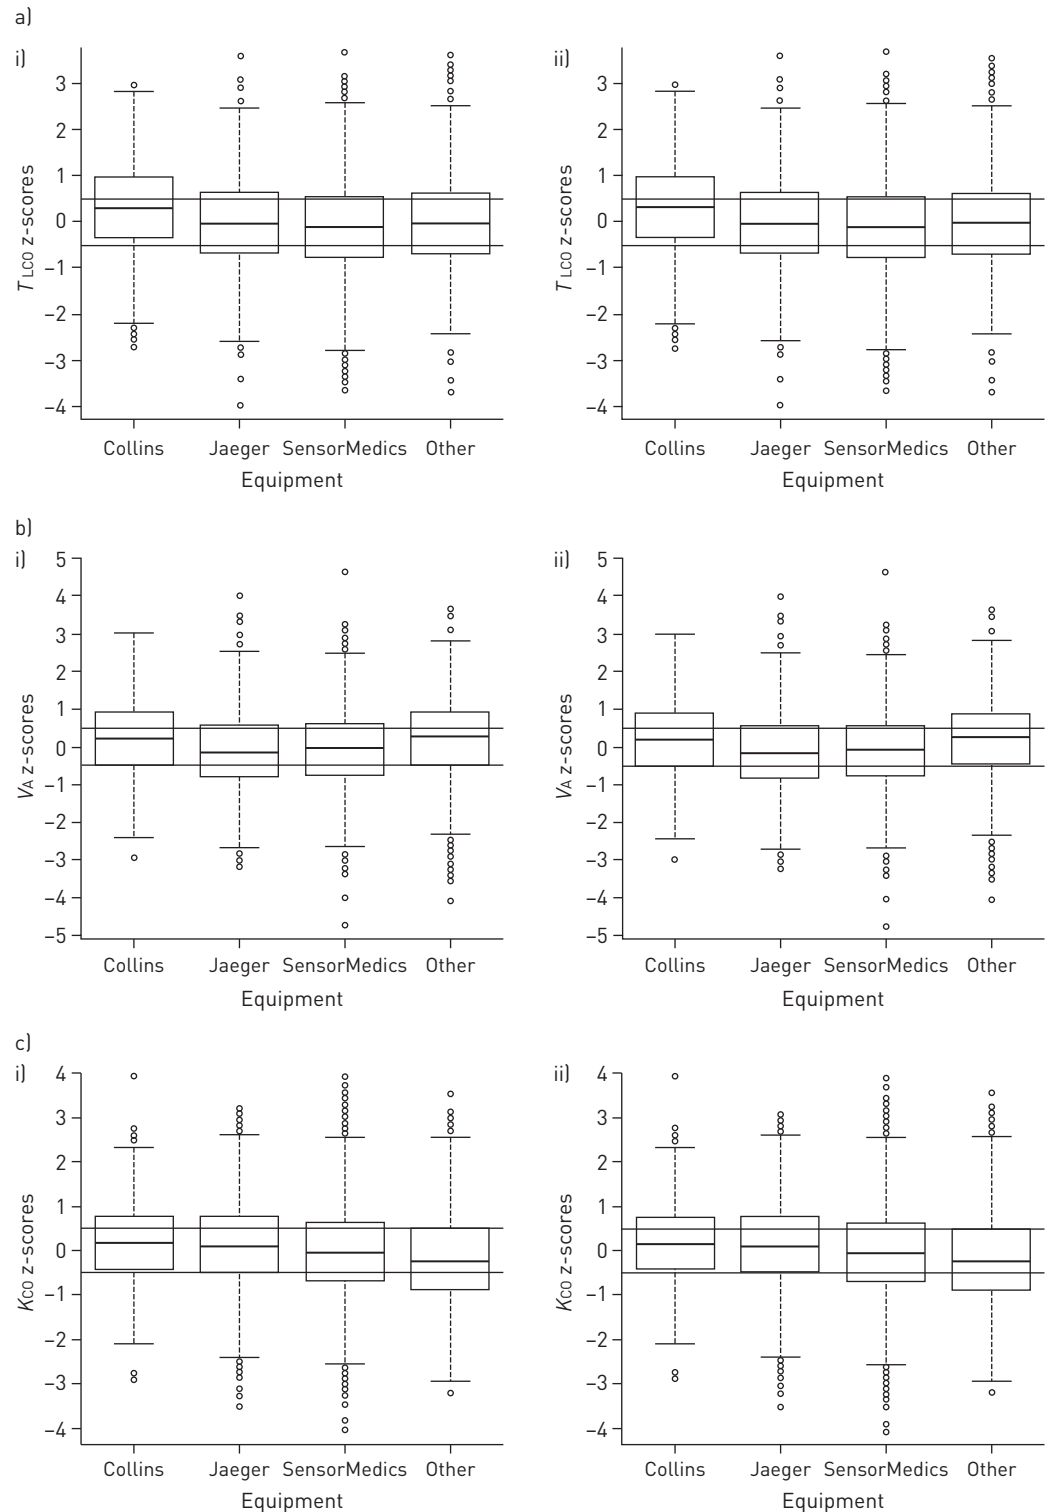 a)
i)
3
2
1
0
–1
–2
–3
–4
TLCO z-scores
Collins Jaeger SensorMedics Other
Equipment
ii)
3
2
1
0
–1
–2
–3
–4
TLCO z-scores
Collins Jaeger SensorMedics Other
Equipment
b)
i)
5
4
3
2
1
0
–1
–2
–3
–4
–5
VA z-scores
Collins Jaeger SensorMedics Other
Equipment
ii)
5
4
3
2
1
0
–1
–2
–3
–4
–5
VA z-scores
Collins Jaeger SensorMedics Other
Equipment
c)
i)
4
3
2
1
0
–1
–2
–3
–4
KCO z-scores
Collins Jaeger SensorMedics Other
Equipment
ii)
4
3
2
1
0
–1
–2
–3
–4
KCO z-scores
Collins Jaeger SensorMedics Other
Equipment